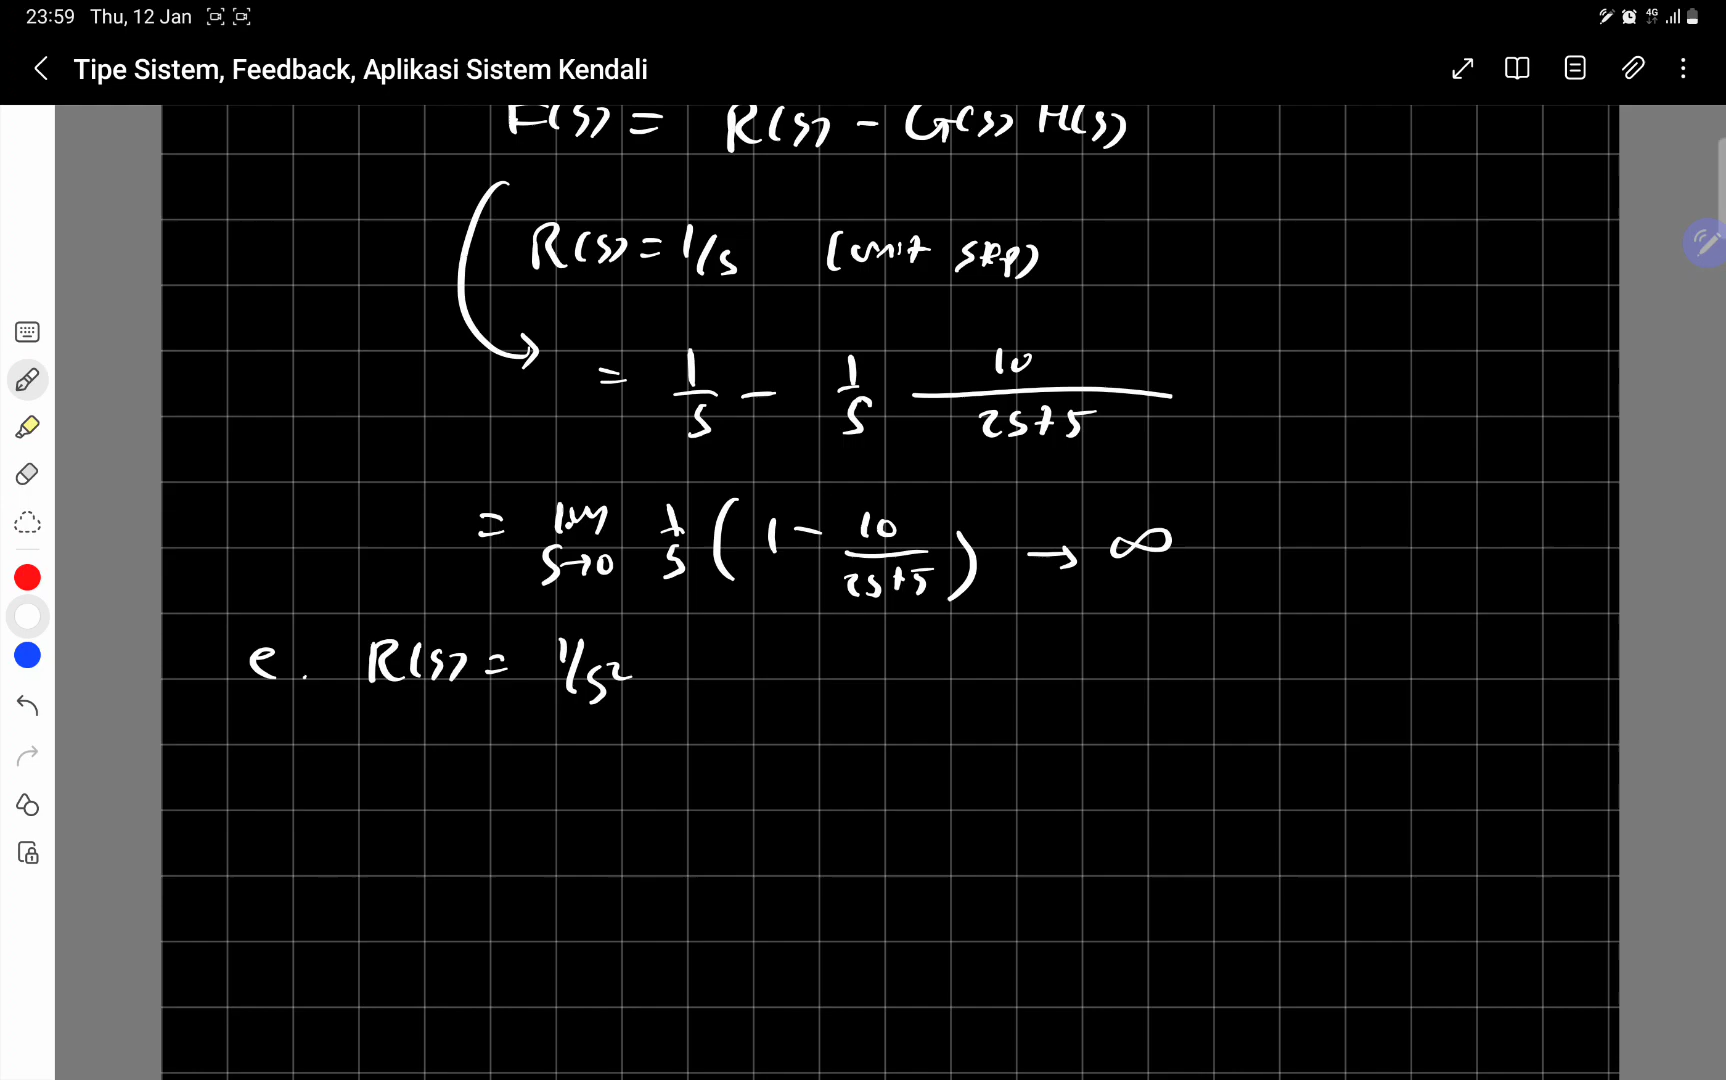 23:59 Thu, 12 Jan 4G
Tipe Sistem, Feedback, Aplikasi Sistem Kendali
E(s) = R(s) - G(s) H(s)
R(s) = 1/s (unit step)
= 1/s - 1/s 10/(2s+5)
= lim s→0 1/s (1 - 10/(2s+5)) → ∞
e. R(s) = 1/s²